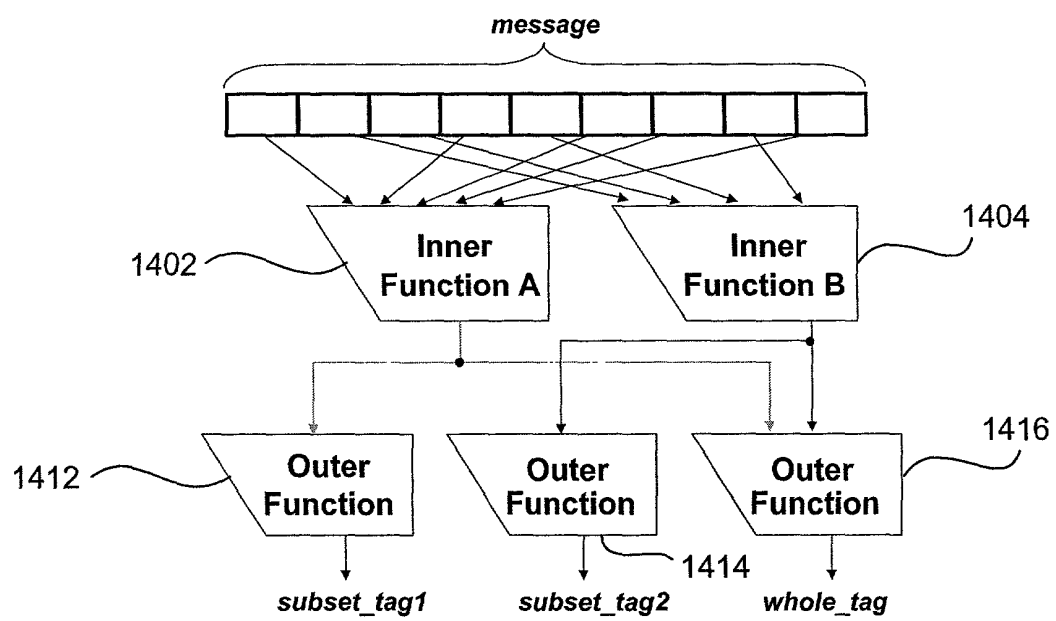 message
Inner
Function A
Inner
Function B
1402
1404
Outer
Function
Outer
Function
Outer
Function
1412
1414
1416
subset_tag1
subset_tag2
whole_tag